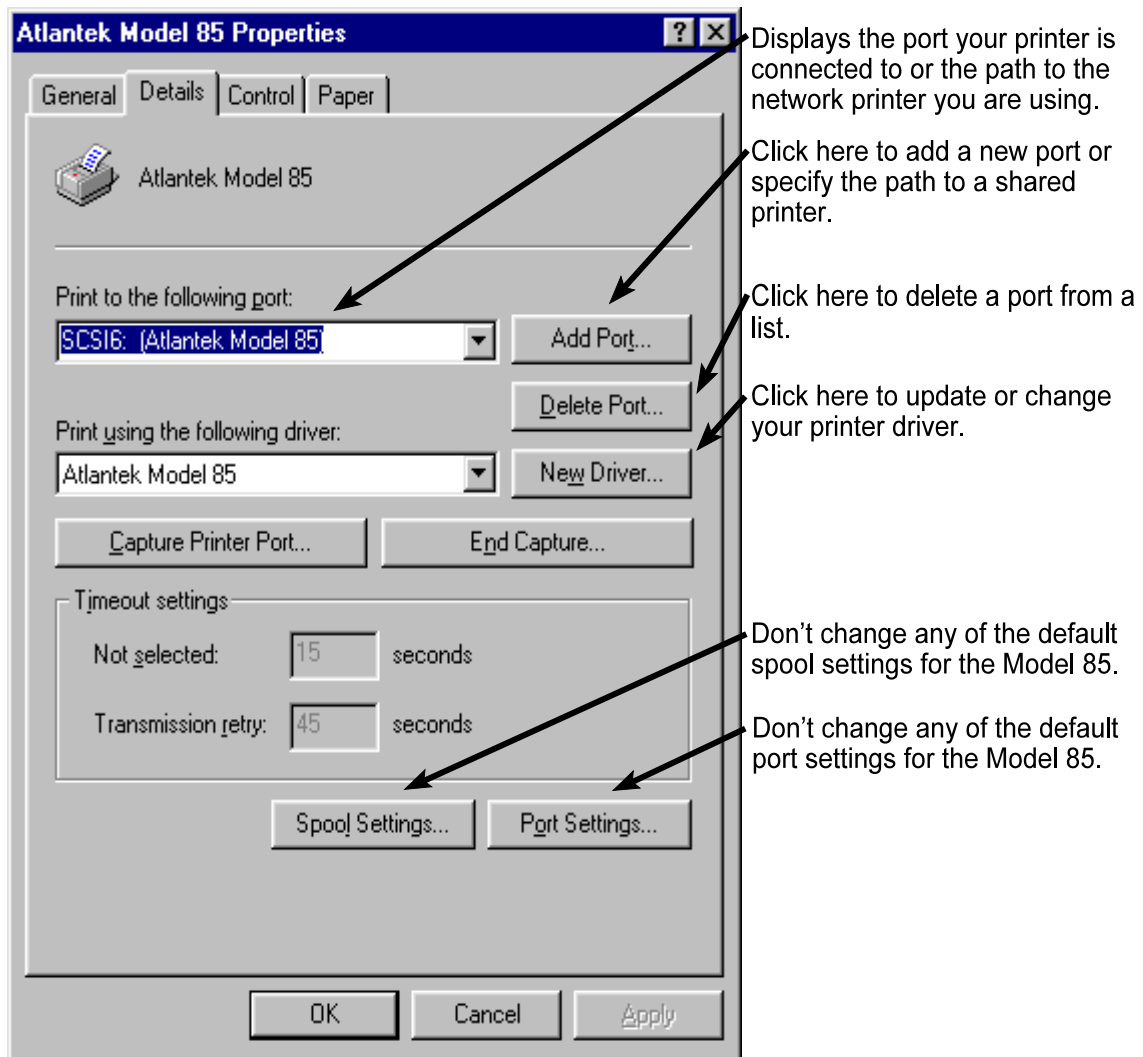 Atlantek Model 85 Properties
General Details Control Paper
Atlantek Model 85
Print to the following port:
SCSI6: (Atlantek Model 85)
Add Port...
Delete Port...
Print using the following driver:
Atlantek Model 85
New Driver...
Capture Printer Port...
End Capture...
Timeout settings
Not selected: 15 seconds
Transmission retry: 45 seconds
Spool Settings...
Port Settings...
OK
Cancel
Apply
Displays the port your printer is
connected to or the path to the
network printer you are using.
Click here to add a new port or
specify the path to a shared
printer.
Click here to delete a port from a
list.
Click here to update or change
your printer driver.
Don't change any of the default
spool settings for the Model 85.
Don't change any of the default
port settings for the Model 85.